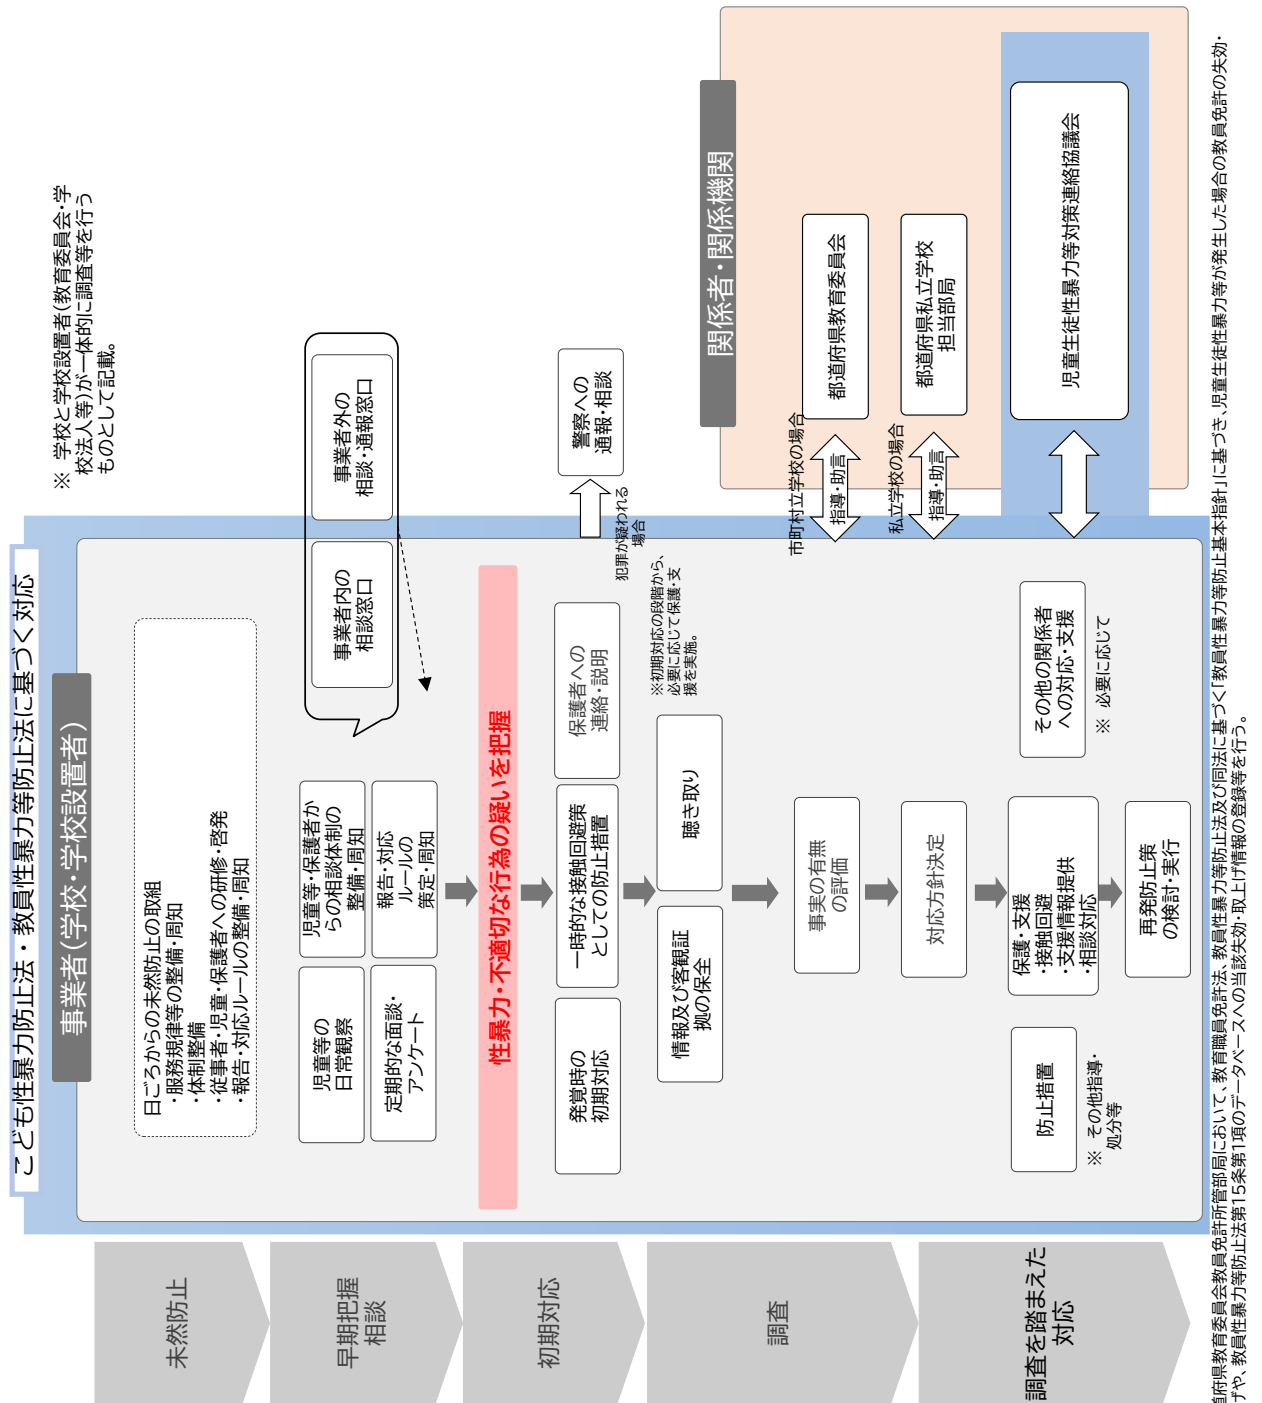 こども性暴力防止法・教員性暴力等防止法に基づく対応
※ 学校と学校設置者(教育委員会・学
校法人等)が一体的に調査等を行う
ものとして記載。
事業者(学校・学校設置者)
関係者・関係機関
未然防止
日ごろからの未然防止の取組
・服務規律等の整備・周知
・体制整備
・従事者・児童・保護者への研修・啓発
・報告・対応ルールの整備・周知
早期把握
相談
児童等の
日常観察
定期的な面談・
アンケート
児童等・保護者か
らの相談体制の
整備・周知
報告・対応
ルールの
策定・周知
事業者内の
相談窓口
事業者外の
相談・通報窓口
性暴力・不適切な行為の疑いを把握
初期対応
発覚時の
初期対応
一時的な接触回避策
としての防止措置
保護者への
連絡・説明
犯罪が疑われる
場合
警察への
通報・相談
※初期対応の段階から、
必要に応じて保護・支
援を実施。
調査
情報及び客観証
拠の保全
聴き取り
事実の有無
の評価
市町村立学校の場合
指導・助言
都道府県教育委員会
対応方針決定
私立学校の場合
指導・助言
都道府県私立学校
担当部局
調査を踏まえた
対応
防止措置
※ その他指導・
処分等
保護・支援
・接触回避
・支援情報提供
・相談対応
その他の関係者
への対応・支援
※ 必要に応じて
児童生徒性暴力等対策連絡協議会
再発防止策
の検討・実行
道府県教育委員会教員免許所管部局において、教育職員免許法、教員性暴力等防止法及び同法に基づく「教員性暴力等防止基本指針」に基づき、児童生徒性暴力等が発生した場合の教員免許の失効・
げや、教員性暴力等防止法第15条第1項のデータベースへの当該失効・取上げ情報の登録等を行う。